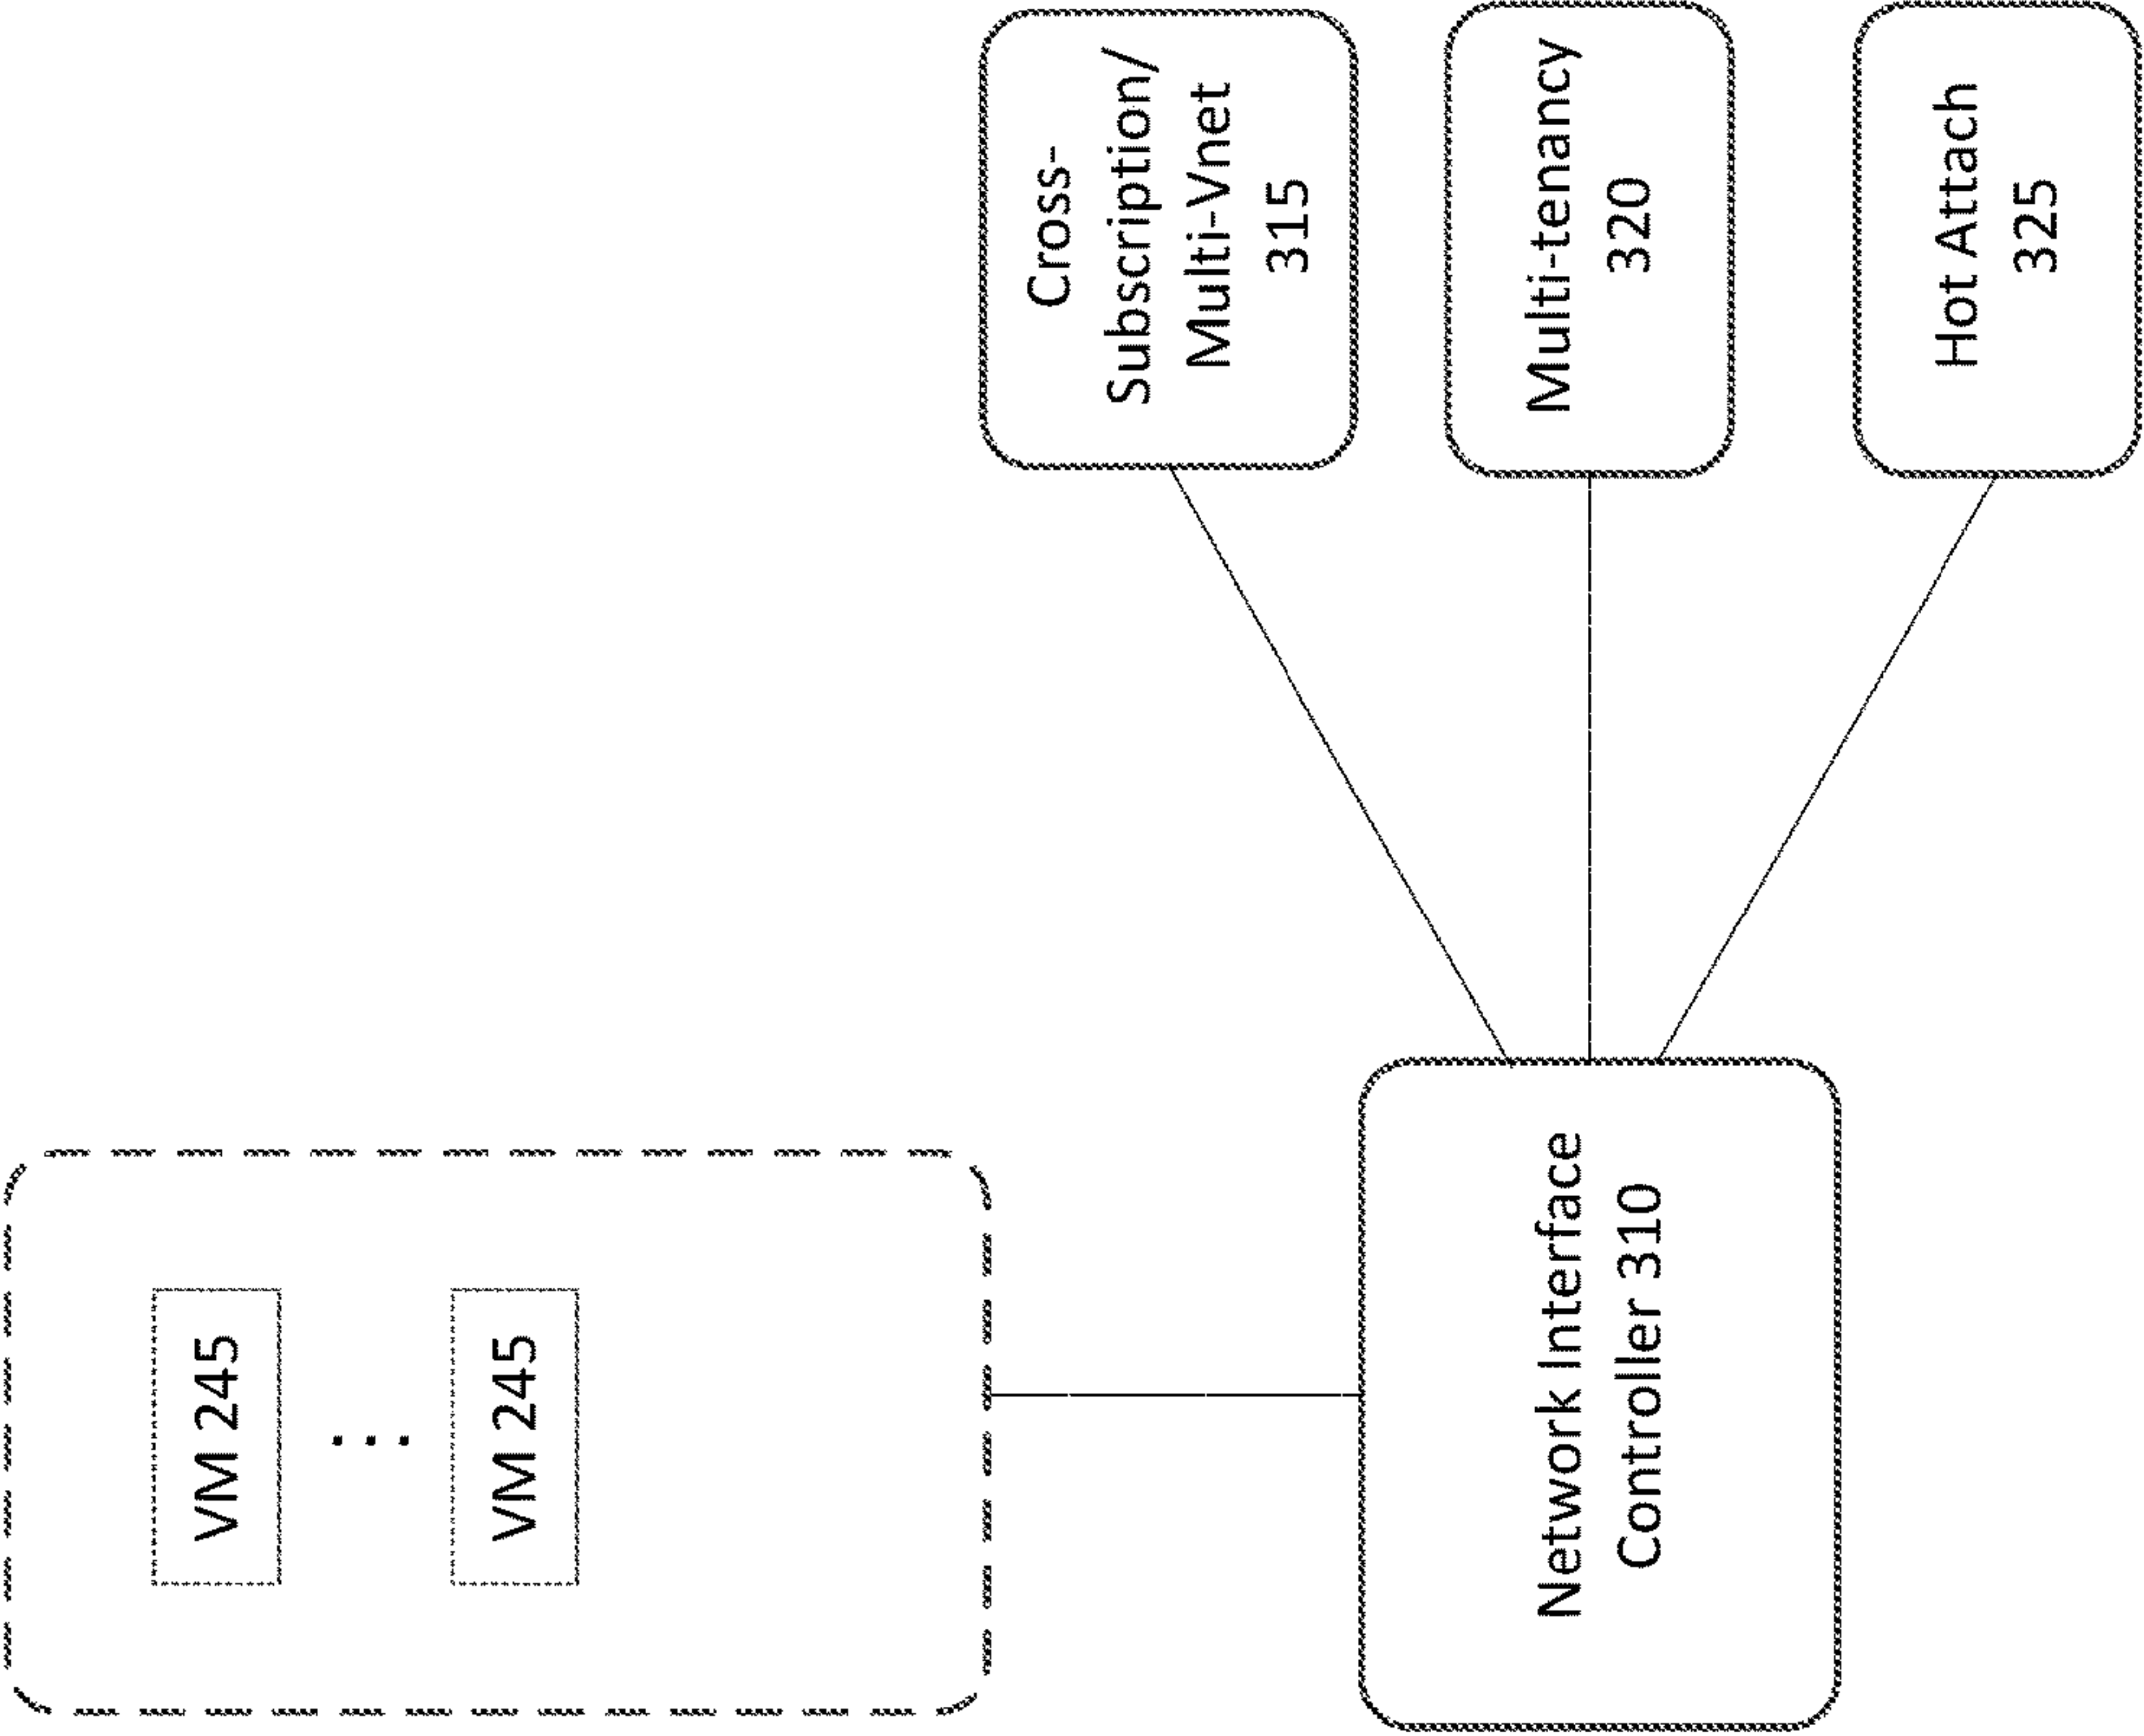 VM 245
...
VM 245
Network Interface
Controller 310
Cross-
Subscription/
Multi-Vnet
315
Multi-tenancy
320
Hot Attach
325